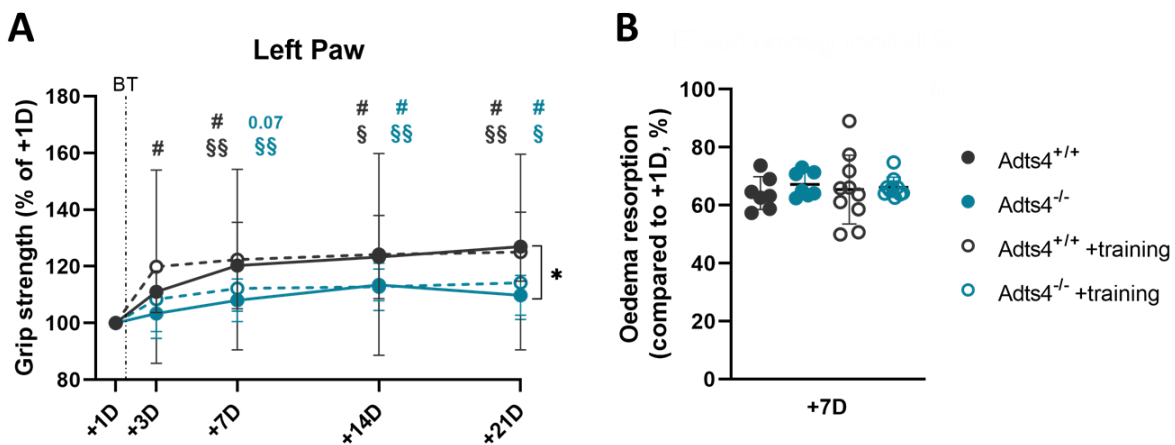 A
Left Paw
BT
Grip strength (% of +1D)
180
160
140
120
100
80
#
#
§§
0.07
§§
#
§
#
§§
#
§§
#
§
*
+1D
+3D
+7D
+14D
+21D
B
Oedema resorption
(compared to +1D, %)
100
80
60
40
20
0
+7D
Adts4+/+
Adts4-/-
Adts4+/+ +training
Adts4-/- +training